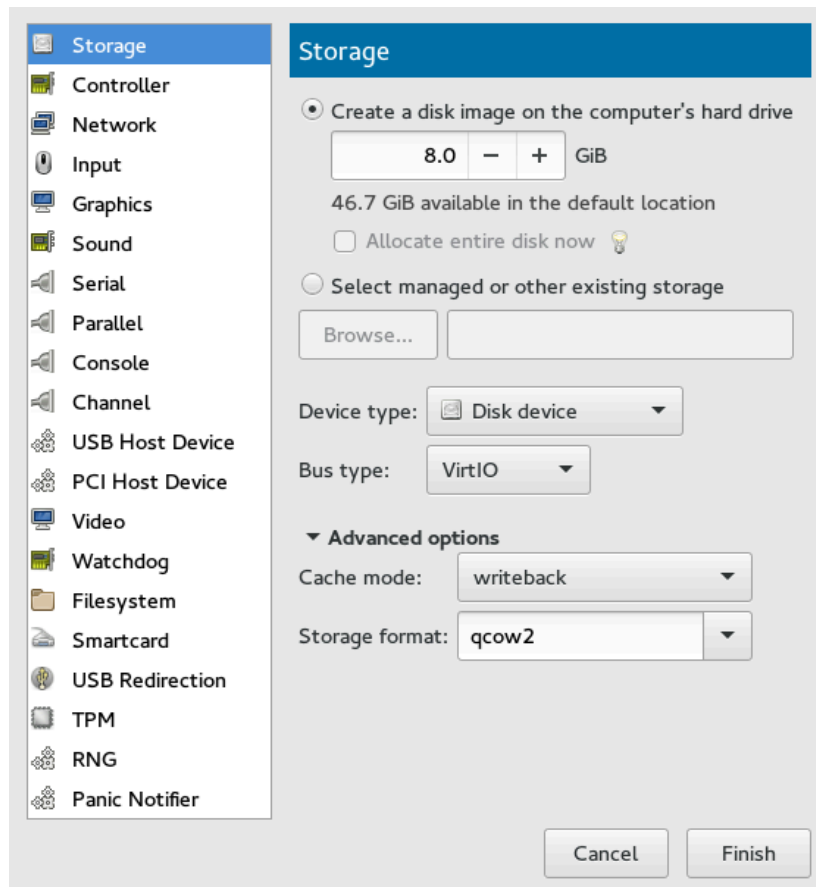 Storage
Controller
Network
Input
Graphics
Sound
Serial
Parallel
Console
Channel
USB Host Device
PCI Host Device
Video
Watchdog
Filesystem
Smartcard
USB Redirection
TPM
RNG
Panic Notifier
Storage
Create a disk image on the computer's hard drive
8.0 − + GiB
46.7 GiB available in the default location
Allocate entire disk now
Select managed or other existing storage
Browse...
Device type: Disk device
Bus type: VirtIO
Advanced options
Cache mode: writeback
Storage format: qcow2
Cancel Finish